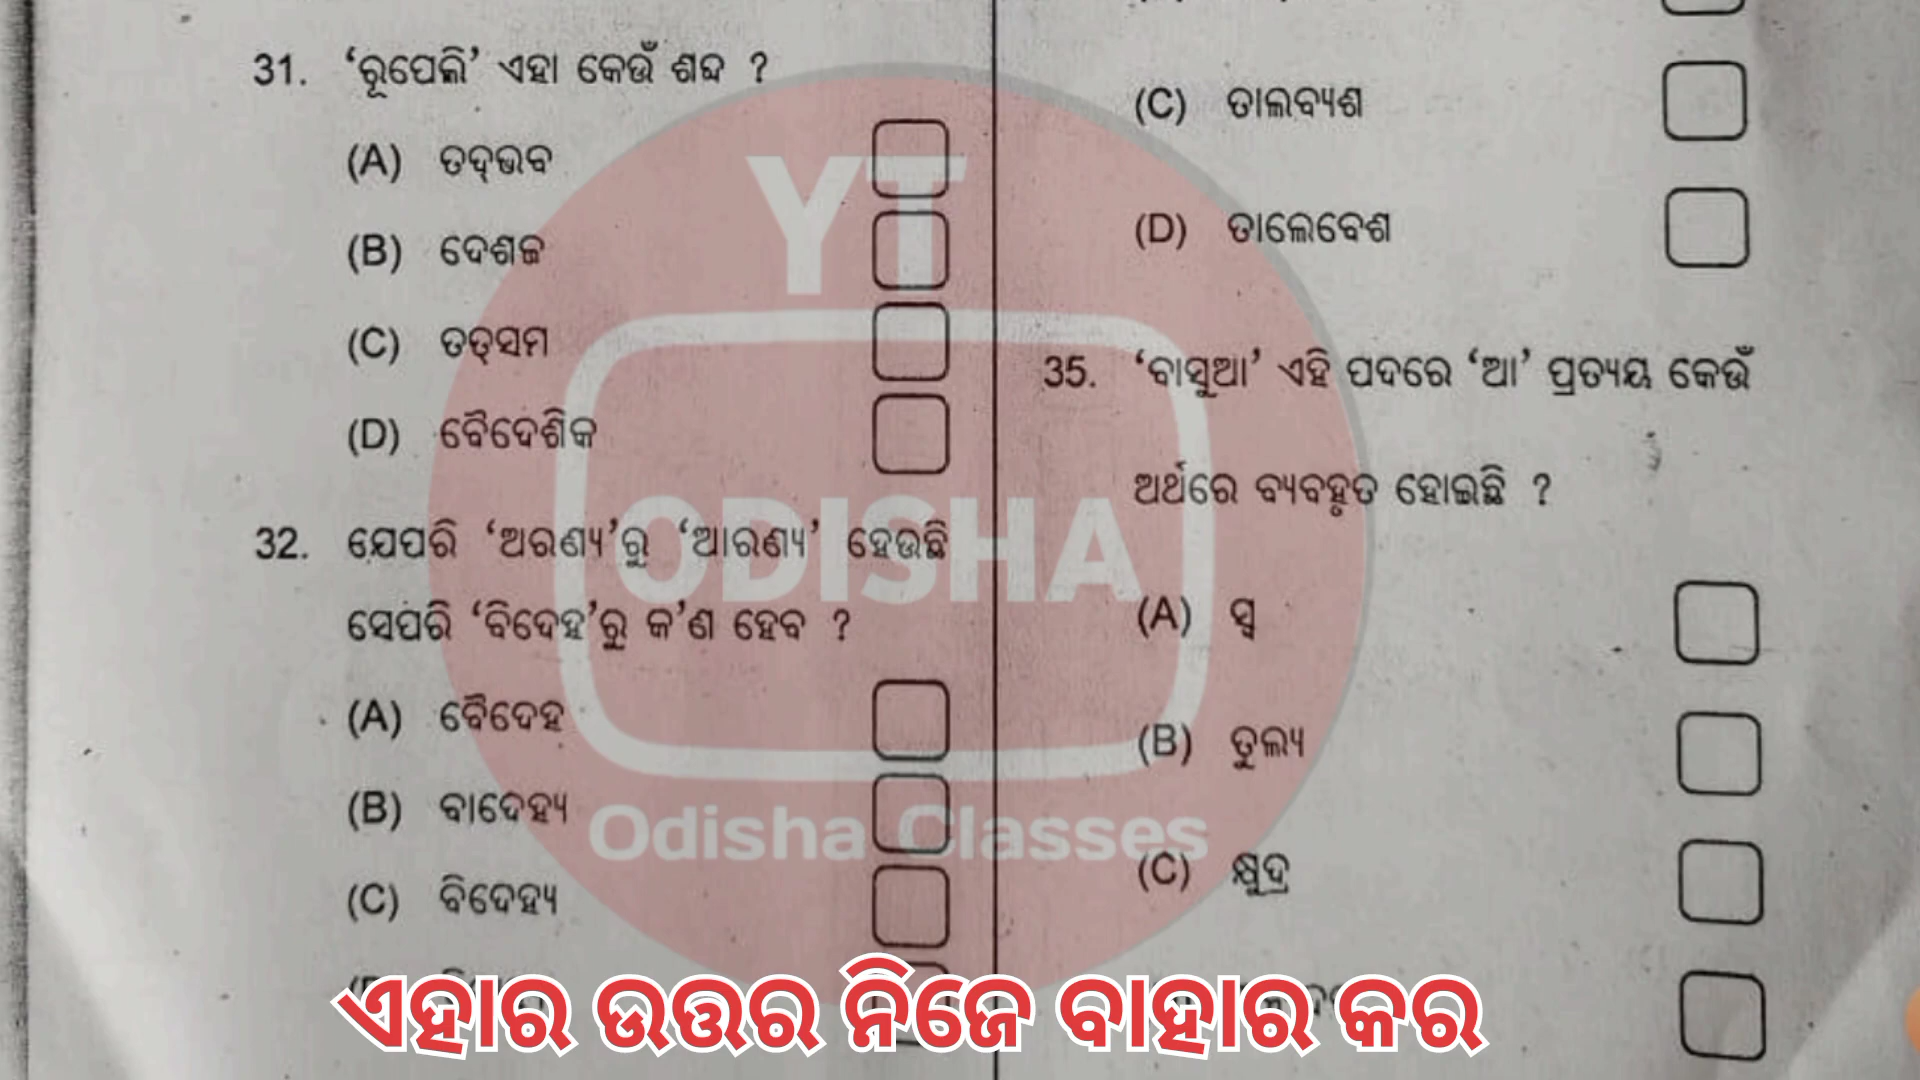 31. ‘ରୂପେଲି’ ଏହା କେଉଁ ଶବ୍ଦ ?
(A) ତଦ୍ଭବ
(B) ଦେଶଜ
(C) ତତ୍ସମ
(D) ବୈଦେଶିକ
32. ଯେପରି ‘ଅରଣ୍ୟ’ରୁ ‘ଆରଣ୍ୟ’ ହେଉଛି
ସେପରି ‘ବିଦେହ’ରୁ କ’ଣ ହେବ ?
(A) ବୈଦେହ
(B) ବାଦେହ୍ୟ
(C) ବିଦେହ୍ୟ
(C) ତାଲବ୍ୟଶ
(D) ତାଲେବେଶ
35. ‘ବାସୁଆ’ ଏହି ପଦରେ ‘ଆ’ ପ୍ରତ୍ୟୟ କେଉଁ
ଅର୍ଥରେ ବ୍ୟବହୃତ ହୋଇଛି ?
(A) ସ୍ୱ
(B) ତୁଲ୍ୟ
(C) କ୍ଷୁଦ୍ର
YT
ODISHA
Odisha Classes
ଏହାର ଉତ୍ତର ନିଜେ ବାହାର କର